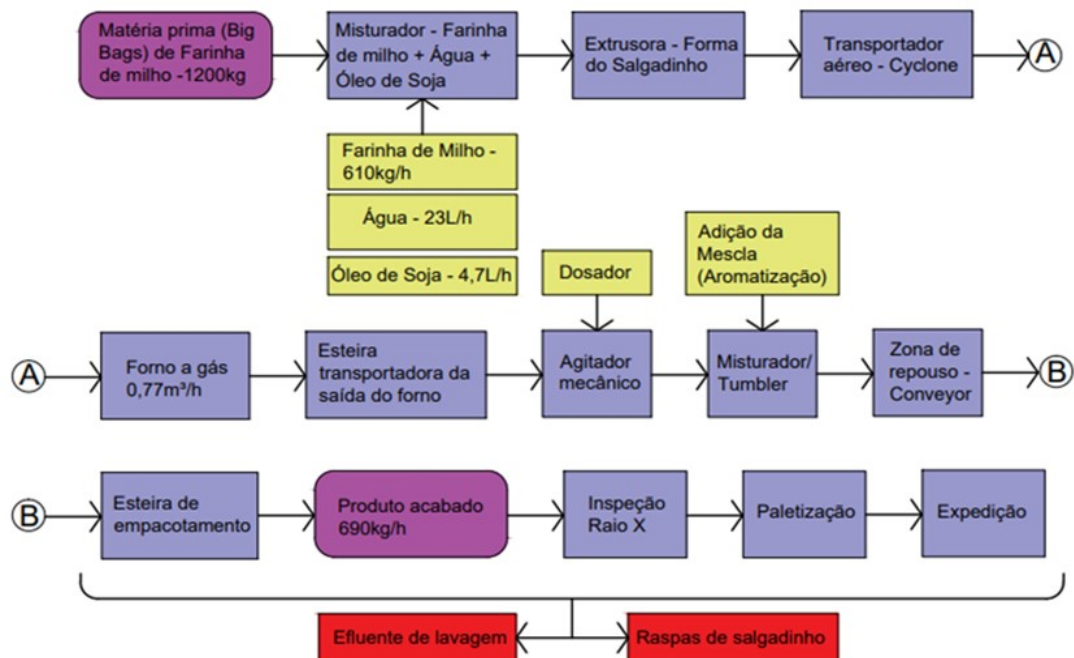 Matéria prima (Big
Bags) de Farinha
de milho -1200kg
Misturador - Farinha
de milho + Água +
Óleo de Soja
Extrusora - Forma
do Salgadinho
Transportador
aéreo - Cyclone
A
Farinha de Milho -
610kg/h
Água - 23L/h
Óleo de Soja - 4,7L/h
Dosador
Adição da
Mescla
(Aromatização)
A
Forno a gás
0,77m³/h
Esteira
transportadora da
saída do forno
Agitador
mecânico
Misturador/
Tumbler
Zona de
repouso -
Conveyor
B
B
Esteira de
empacotamento
Produto acabado
690kg/h
Inspeção
Raio X
Paletização
Expedição
Efluente de lavagem
Raspas de salgadinho